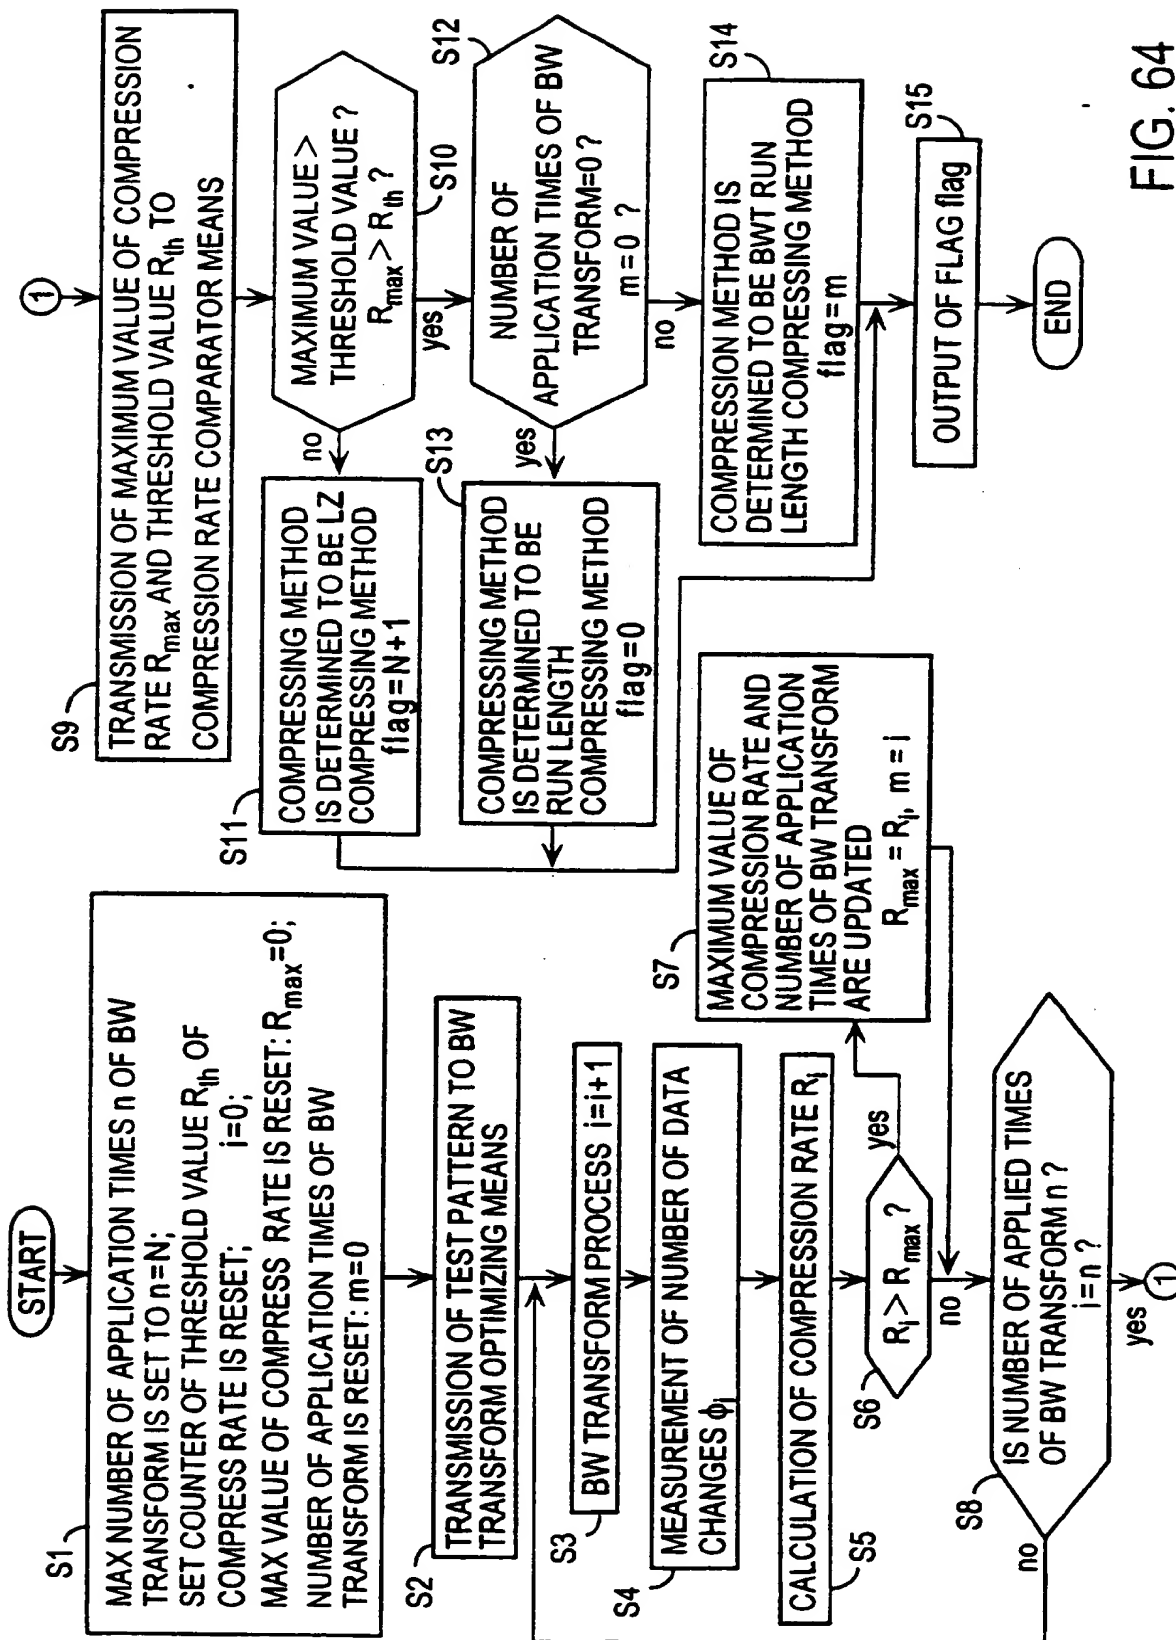 START
S1
MAX NUMBER OF APPLICATION TIMES n OF BW
TRANSFORM IS SET TO n=N;
SET COUNTER OF THRESHOLD VALUE Rth OF
COMPRESS RATE IS RESET; i=0;
MAX VALUE OF COMPRESS RATE IS RESET: Rmax=0;
NUMBER OF APPLICATION TIMES OF BW
TRANSFORM IS RESET: m=0
S2
TRANSMISSION OF TEST PATTERN TO BW
TRANSFORM OPTIMIZING MEANS
S3
BW TRANSFORM PROCESS i=i+1
S4
MEASUREMENT OF NUMBER OF DATA
CHANGES ϕi
S5
CALCULATION OF COMPRESSION RATE Ri
S6
Ri > Rmax ?
yes
no
S7
MAXIMUM VALUE OF
COMPRESSION RATE AND
NUMBER OF APPLICATION
TIMES OF BW TRANSFORM
ARE UPDATED
Rmax = Ri, m = i
S8
IS NUMBER OF APPLIED TIMES
OF BW TRANSFORM n ?
i=n ?
no
yes
1
1
S9
TRANSMISSION OF MAXIMUM VALUE OF COMPRESSION
RATE Rmax AND THRESHOLD VALUE Rth TO
COMPRESSION RATE COMPARATOR MEANS
MAXIMUM VALUE >
THRESHOLD VALUE ?
Rmax > Rth ?
S10
no
yes
S11
COMPRESSING METHOD
IS DETERMINED TO BE LZ
COMPRESSING METHOD
flag=N+1
S12
NUMBER OF
APPLICATION TIMES OF BW
TRANSFORM=0 ?
m=0 ?
yes
no
S13
COMPRESSING METHOD
IS DETERMINED TO BE
RUN LENGTH
COMPRESSING METHOD
flag=0
S14
COMPRESSION METHOD IS
DETERMINED TO BE BWT RUN
LENGTH COMPRESSING METHOD
flag=m
S15
OUTPUT OF FLAG flag
END
FIG. 64